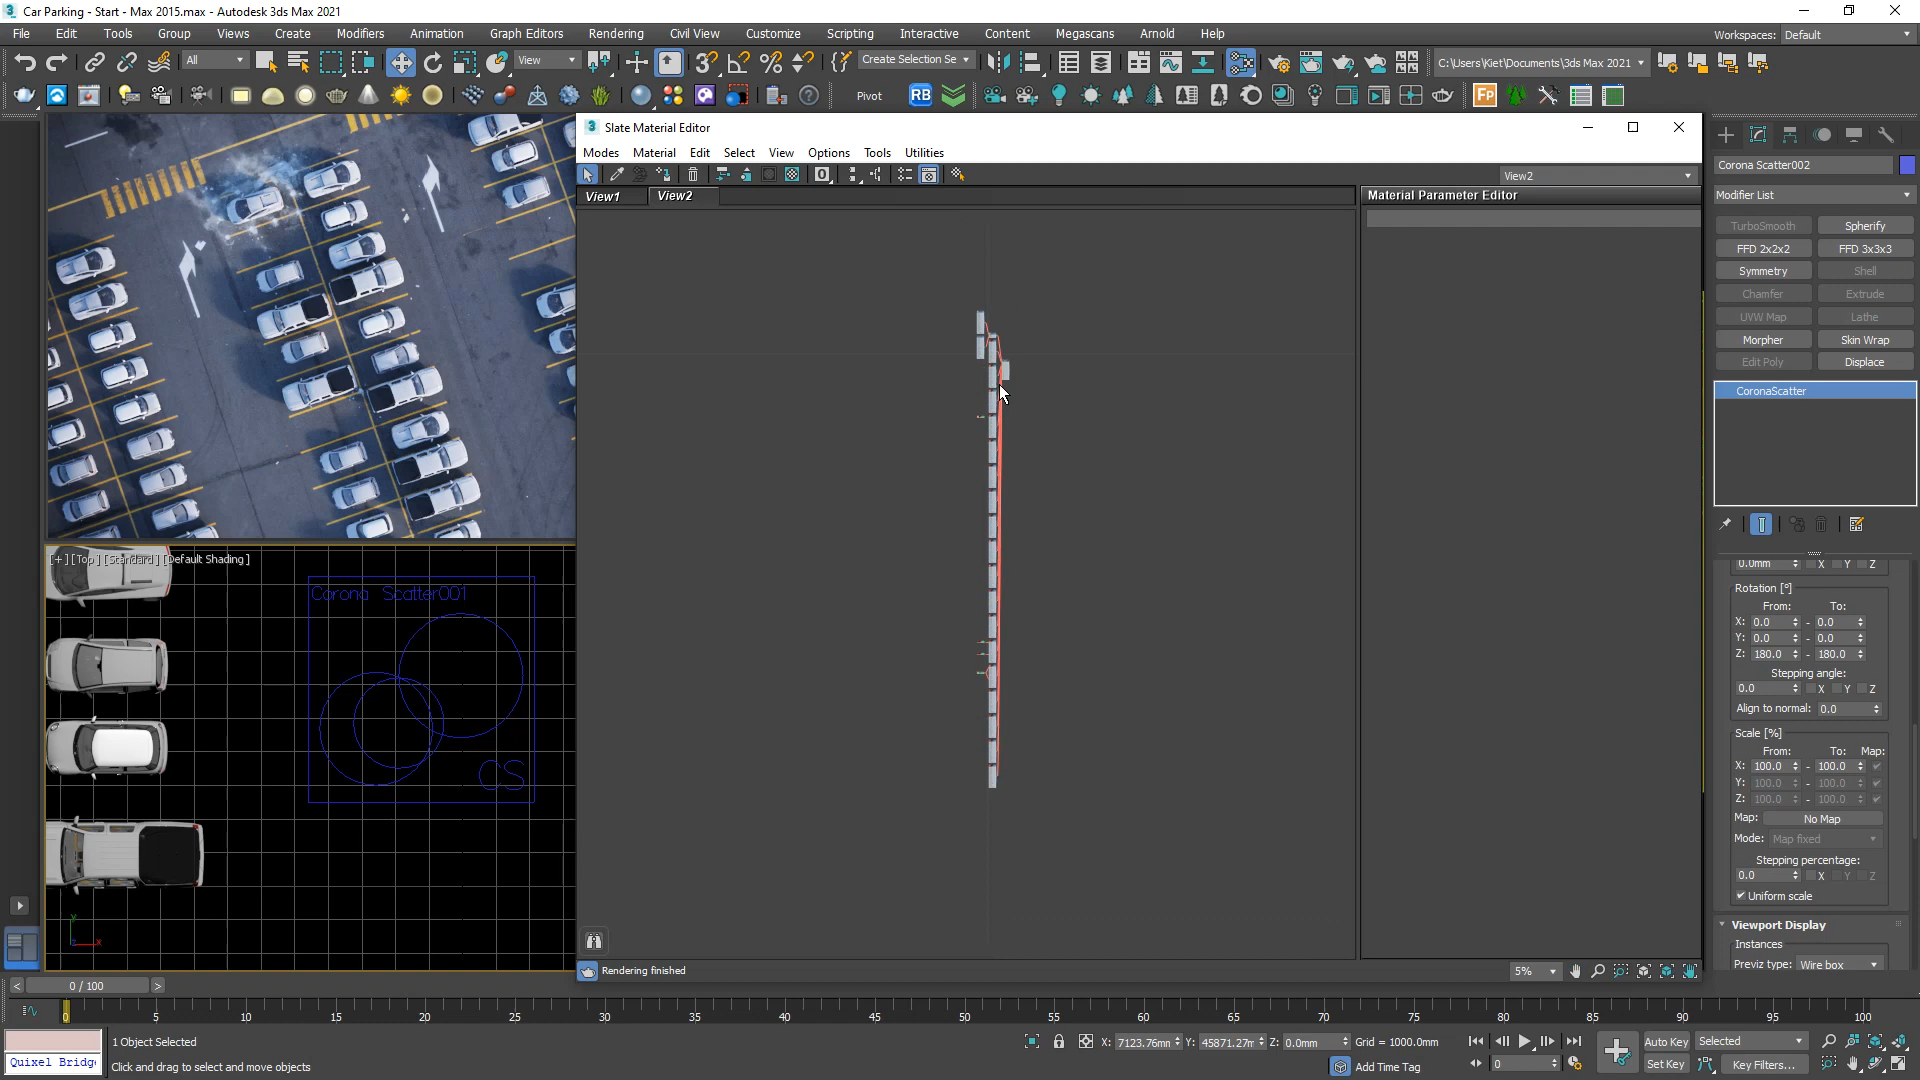 Car Parking - Start - Max 2015.max - Autodesk 3ds Max 2021
File Edit Tools Group Views Create Modifiers Animation Graph Editors Rendering Civil View Customize Scripting Interactive Content Megascans Arnold Help
Workspaces: Default
All
View
Create Selection Se
C:\Users\Kiet\Documents\3ds Max 2021
Pivot
RB
Fp
Slate Material Editor
Modes Material Edit Select View Options Tools Utilities
View2
View1 View2
Material Parameter Editor
Rendering finished
5%
[+] [Top] [Standard] [Default Shading]
Corona Scatter001
CS
Corona Scatter002
Modifier List
TurboSmooth Spherify
FFD 2x2x2 FFD 3x3x3
Symmetry Shell
Chamfer Extrude
UVW Map Lathe
Morpher Skin Wrap
Edit Poly Displace
CoronaScatter
0.0mm X Y Z
Rotation [º]
From: To:
X: 0.0 - 0.0
Y: 0.0 - 0.0
Z: 180.0 - 180.0
Stepping angle:
0.0 X Y Z
Align to normal: 0.0
Scale [%]
From: To: Map:
X: 100.0 - 100.0
Y: 100.0 - 100.0
Z: 100.0 - 100.0
Map: No Map
Mode: Map fixed
Stepping percentage:
0.0 X Y Z
Uniform scale
Viewport Display
Instances
Previz type: Wire box
0 / 100
0 5 10 15 20 25 30 35 40 45 50 55 60 65 70 75 80 85 90 95 100
1 Object Selected
Quixel Bridg
Click and drag to select and move objects
X: 7123.76mm Y: 45871.27m Z: 0.0mm Grid = 1000.0mm
Add Time Tag
0
Auto Key Selected
Set Key Key Filters...